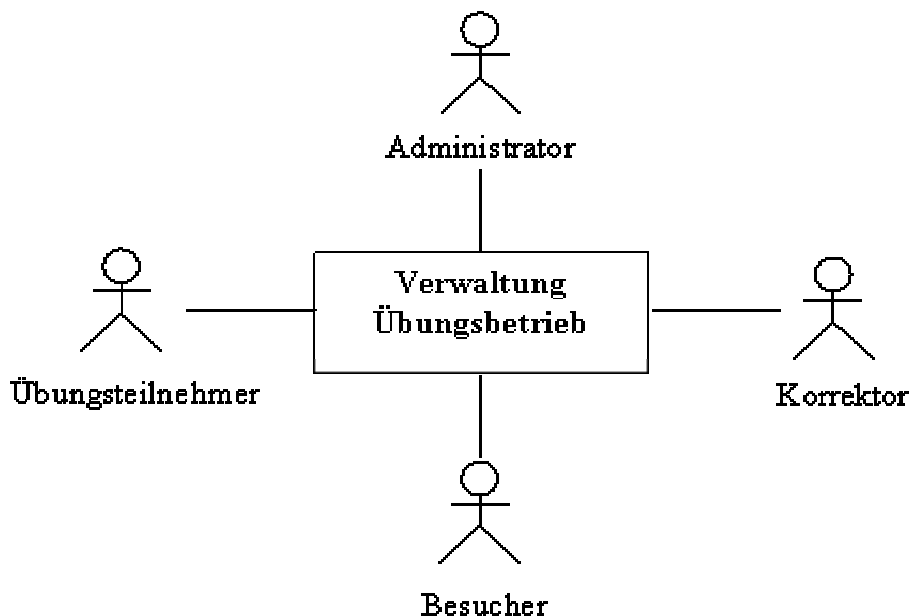 Administrator
Verwaltung
Übungsbetrieb
Übungsteilnehmer
Korrektor
Besucher